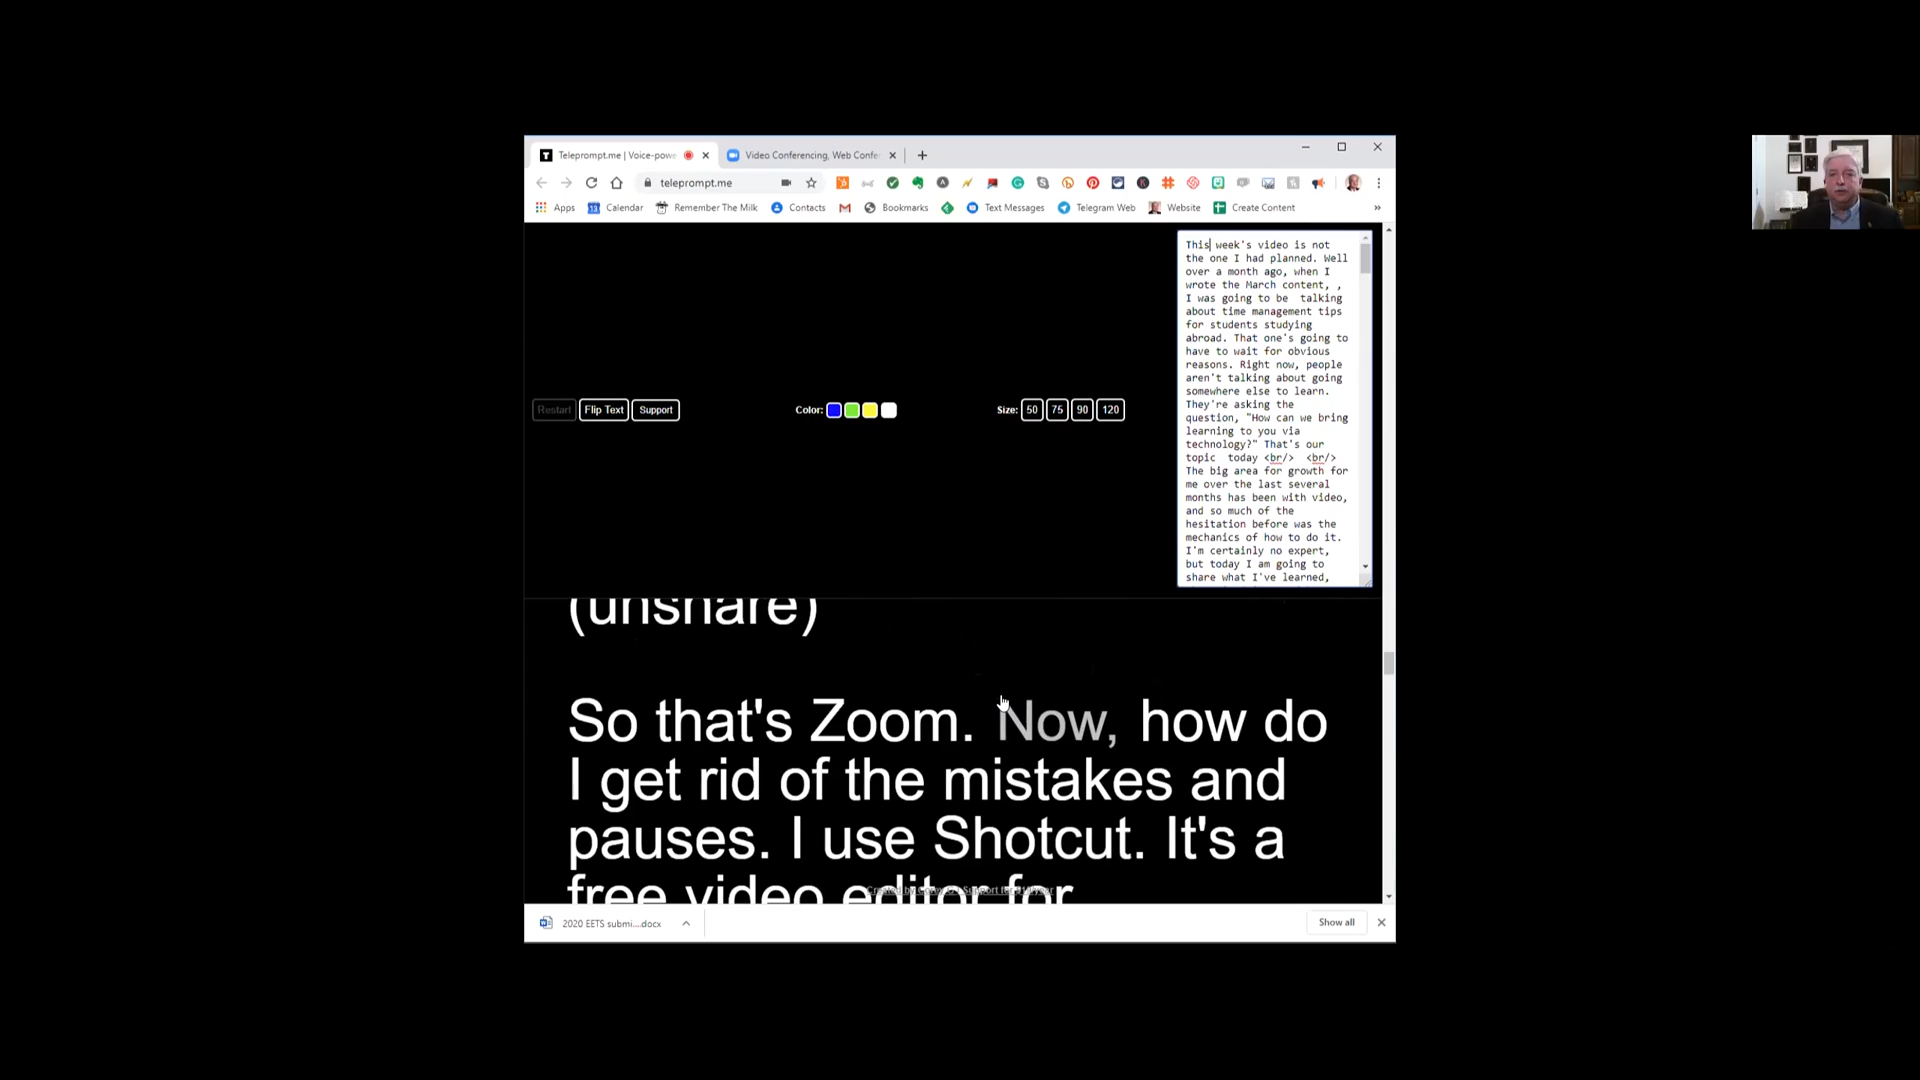 Teleprompt.me | Voice-powe
Video Conferencing, Web Confe
teleprompt.me
Apps
13 Calendar
Remember The Milk
Contacts
Bookmarks
Text Messages
Telegram Web
Website
Create Content
»
This week's video is not
the one I had planned. Well
over a month ago, when I
wrote the March content, ,
I was going to be  talking
about time management tips
for students studying
abroad. That one's going to
have to wait for obvious
reasons. Right now, people
aren't talking about going
somewhere else to learn.
They're asking the
question, "How can we bring
learning to you via
technology?" That's our
topic  today <br/>  <br/>
The big area for growth for
me over the last several
months has been with video,
and so much of the
hesitation before was the
mechanics of how to do it.
I'm certainly no expert,
but today I am going to
share what I've learned,
Restart
Flip Text
Support
Color:
Size:
50
75
90
120
(unshare)
So that's Zoom. Now, how do
I get rid of the mistakes and
pauses. I use Shotcut. It's a
free video editor for
2020 EETS submi....docx
Show all